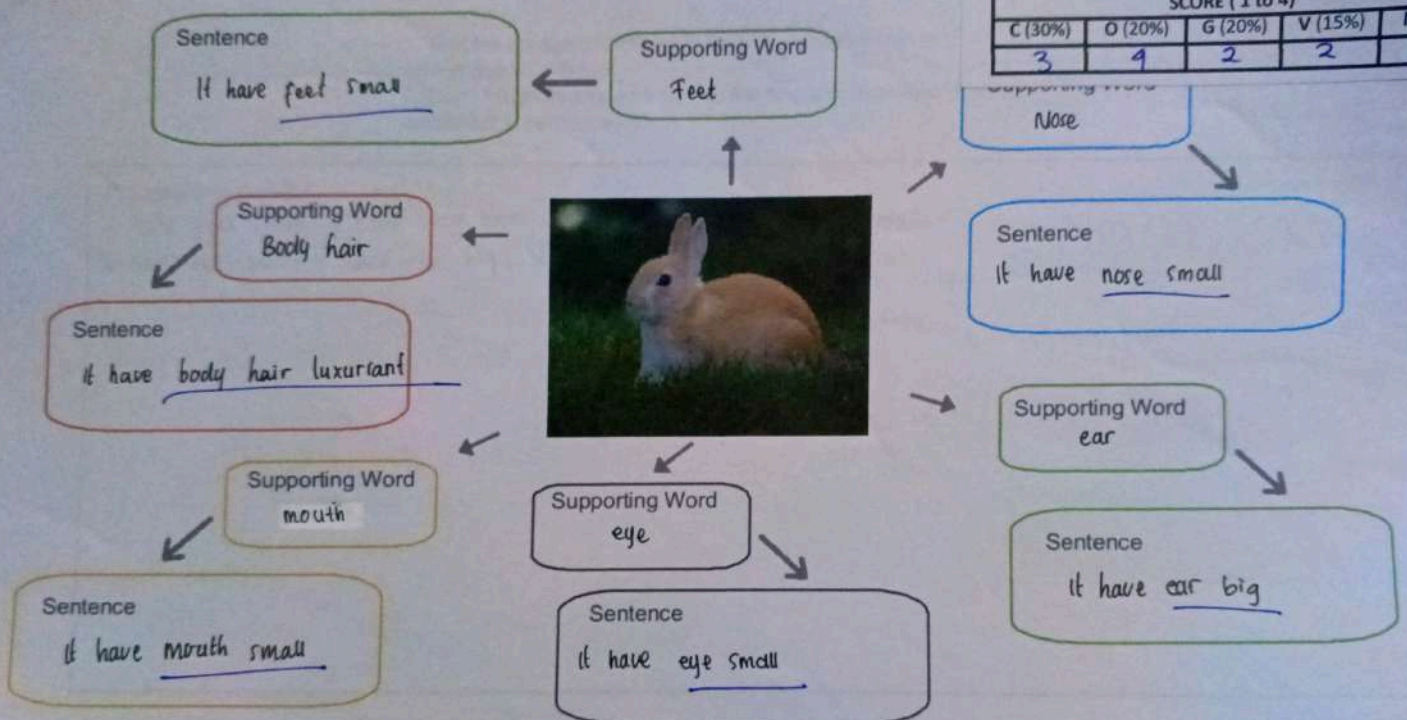 SCORE ( 1 to 4)
C (30%) O (20%) G (20%) V (15%)
3 4 2 2
Sentence
It have feet small
Supporting Word
Feet
Supporting Word
Nose
Sentence
It have nose small
Supporting Word
Body hair
Sentence
it have body hair luxuriant
Supporting Word
ear
Sentence
it have ear big
Supporting Word
mouth
Sentence
it have mouth small
Supporting Word
eye
Sentence
it have eye small